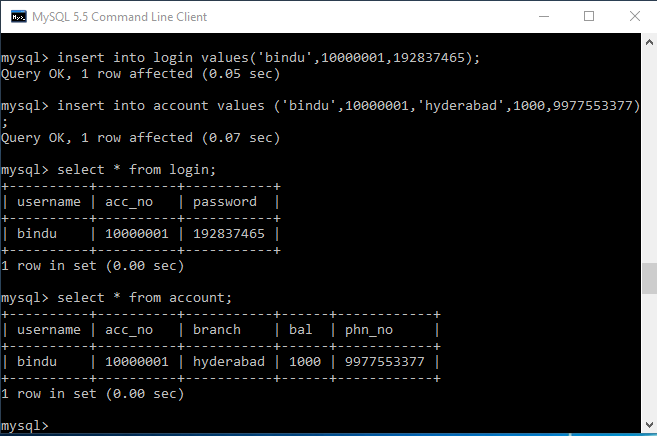 MySQL 5.5 Command Line Client
mysql> insert into login values('bindu',10000001,192837465);
Query OK, 1 row affected (0.05 sec)
mysql> insert into account values ('bindu',10000001,'hyderabad',1000,9977553377)
;
Query OK, 1 row affected (0.07 sec)
mysql> select * from login;
+----------+----------+-----------+
| username | acc_no   | password  |
+----------+----------+-----------+
| bindu    | 10000001 | 192837465 |
+----------+----------+-----------+
1 row in set (0.00 sec)
mysql> select * from account;
+----------+----------+-----------+------+------------+
| username | acc_no   | branch    | bal  | phn_no     |
+----------+----------+-----------+------+------------+
| bindu    | 10000001 | hyderabad | 1000 | 9977553377 |
+----------+----------+-----------+------+------------+
1 row in set (0.00 sec)
mysql>